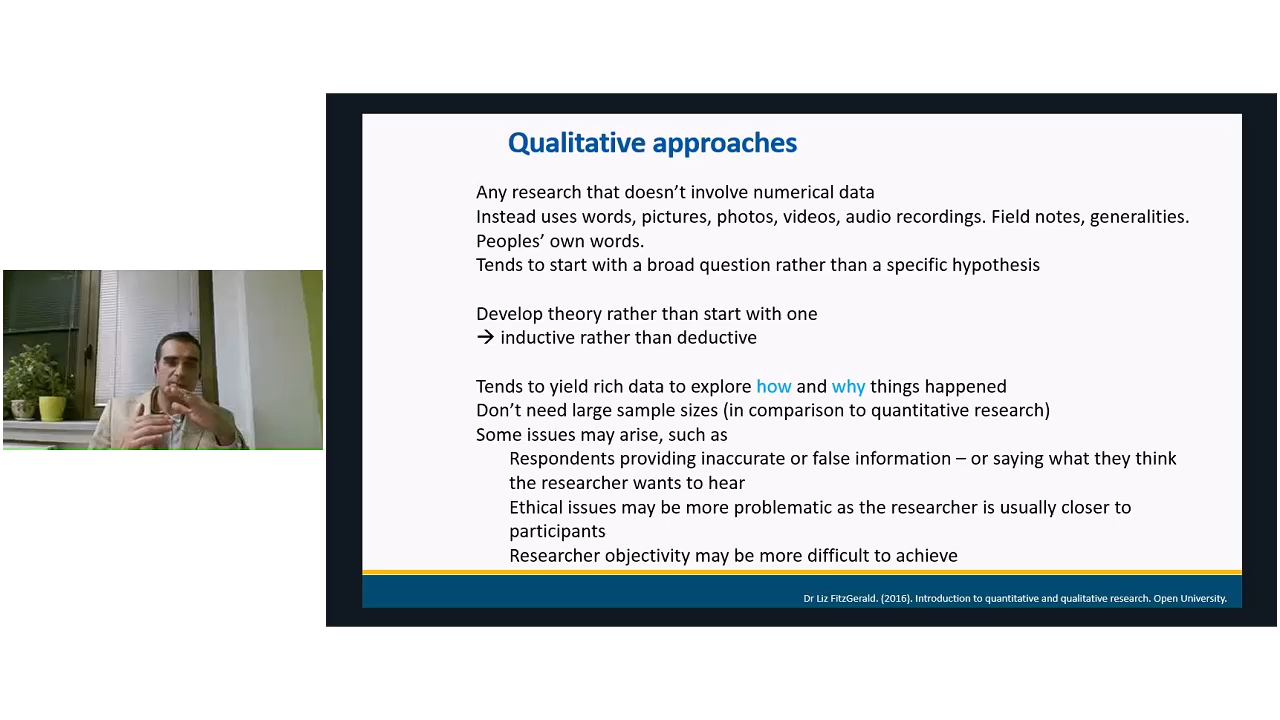 Qualitative approaches
Any research that doesn’t involve numerical data
Instead uses words, pictures, photos, videos, audio recordings. Field notes, generalities.
Peoples’ own words.
Tends to start with a broad question rather than a specific hypothesis
Develop theory rather than start with one
→ inductive rather than deductive
Tends to yield rich data to explore how and why things happened
Don’t need large sample sizes (in comparison to quantitative research)
Some issues may arise, such as
Respondents providing inaccurate or false information – or saying what they think
the researcher wants to hear
Ethical issues may be more problematic as the researcher is usually closer to
participants
Researcher objectivity may be more difficult to achieve
Dr Liz FitzGerald. (2016). Introduction to quantitative and qualitative research. Open University.